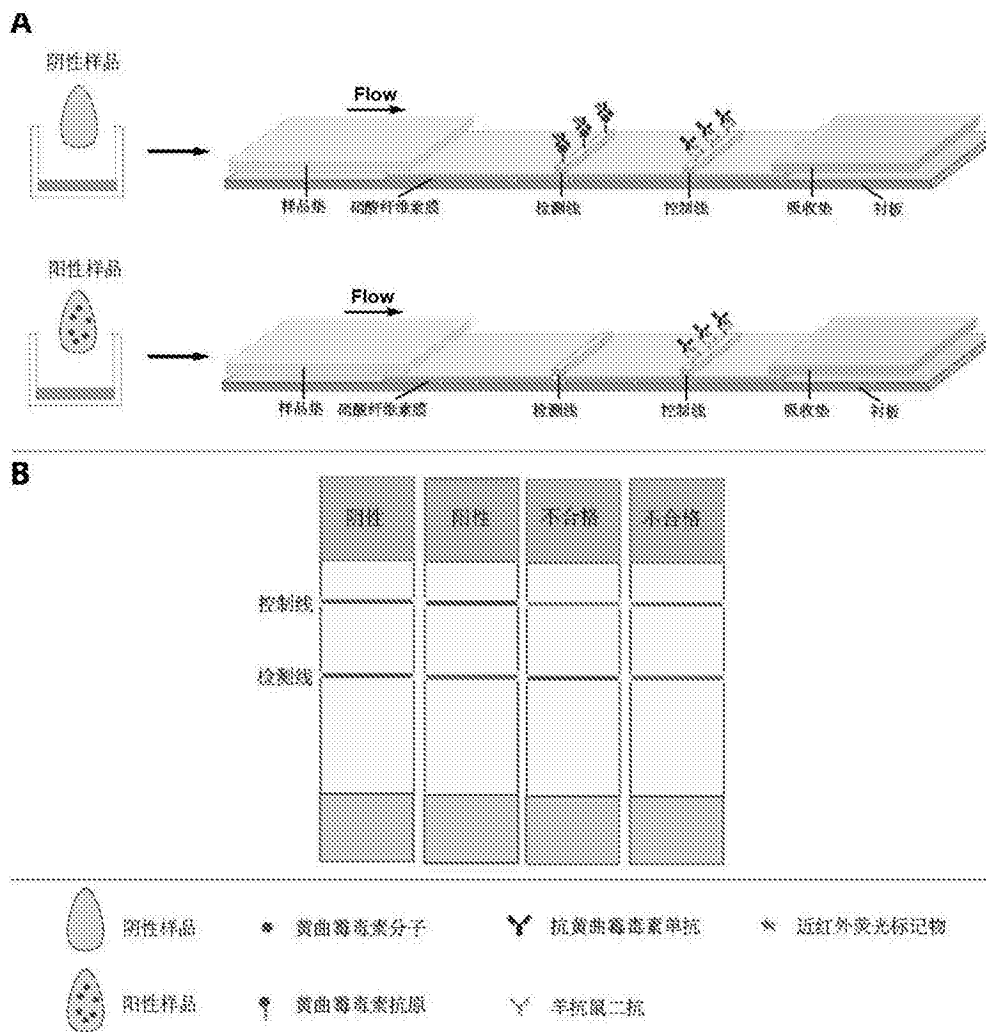 A
阴性样品
Flow
样品垫 硝酸纤维素膜 检测线 控制线 吸收垫 衬板
阳性样品
Flow
样品垫 硝酸纤维素膜 检测线 控制线 吸收垫 衬板
B
阴性 阳性 不合格 不合格
控制线
检测线
阴性样品 黄曲霉毒素分子 抗黄曲霉毒素单抗 近红外荧光标记物
阳性样品 黄曲霉毒素抗原 羊抗鼠二抗